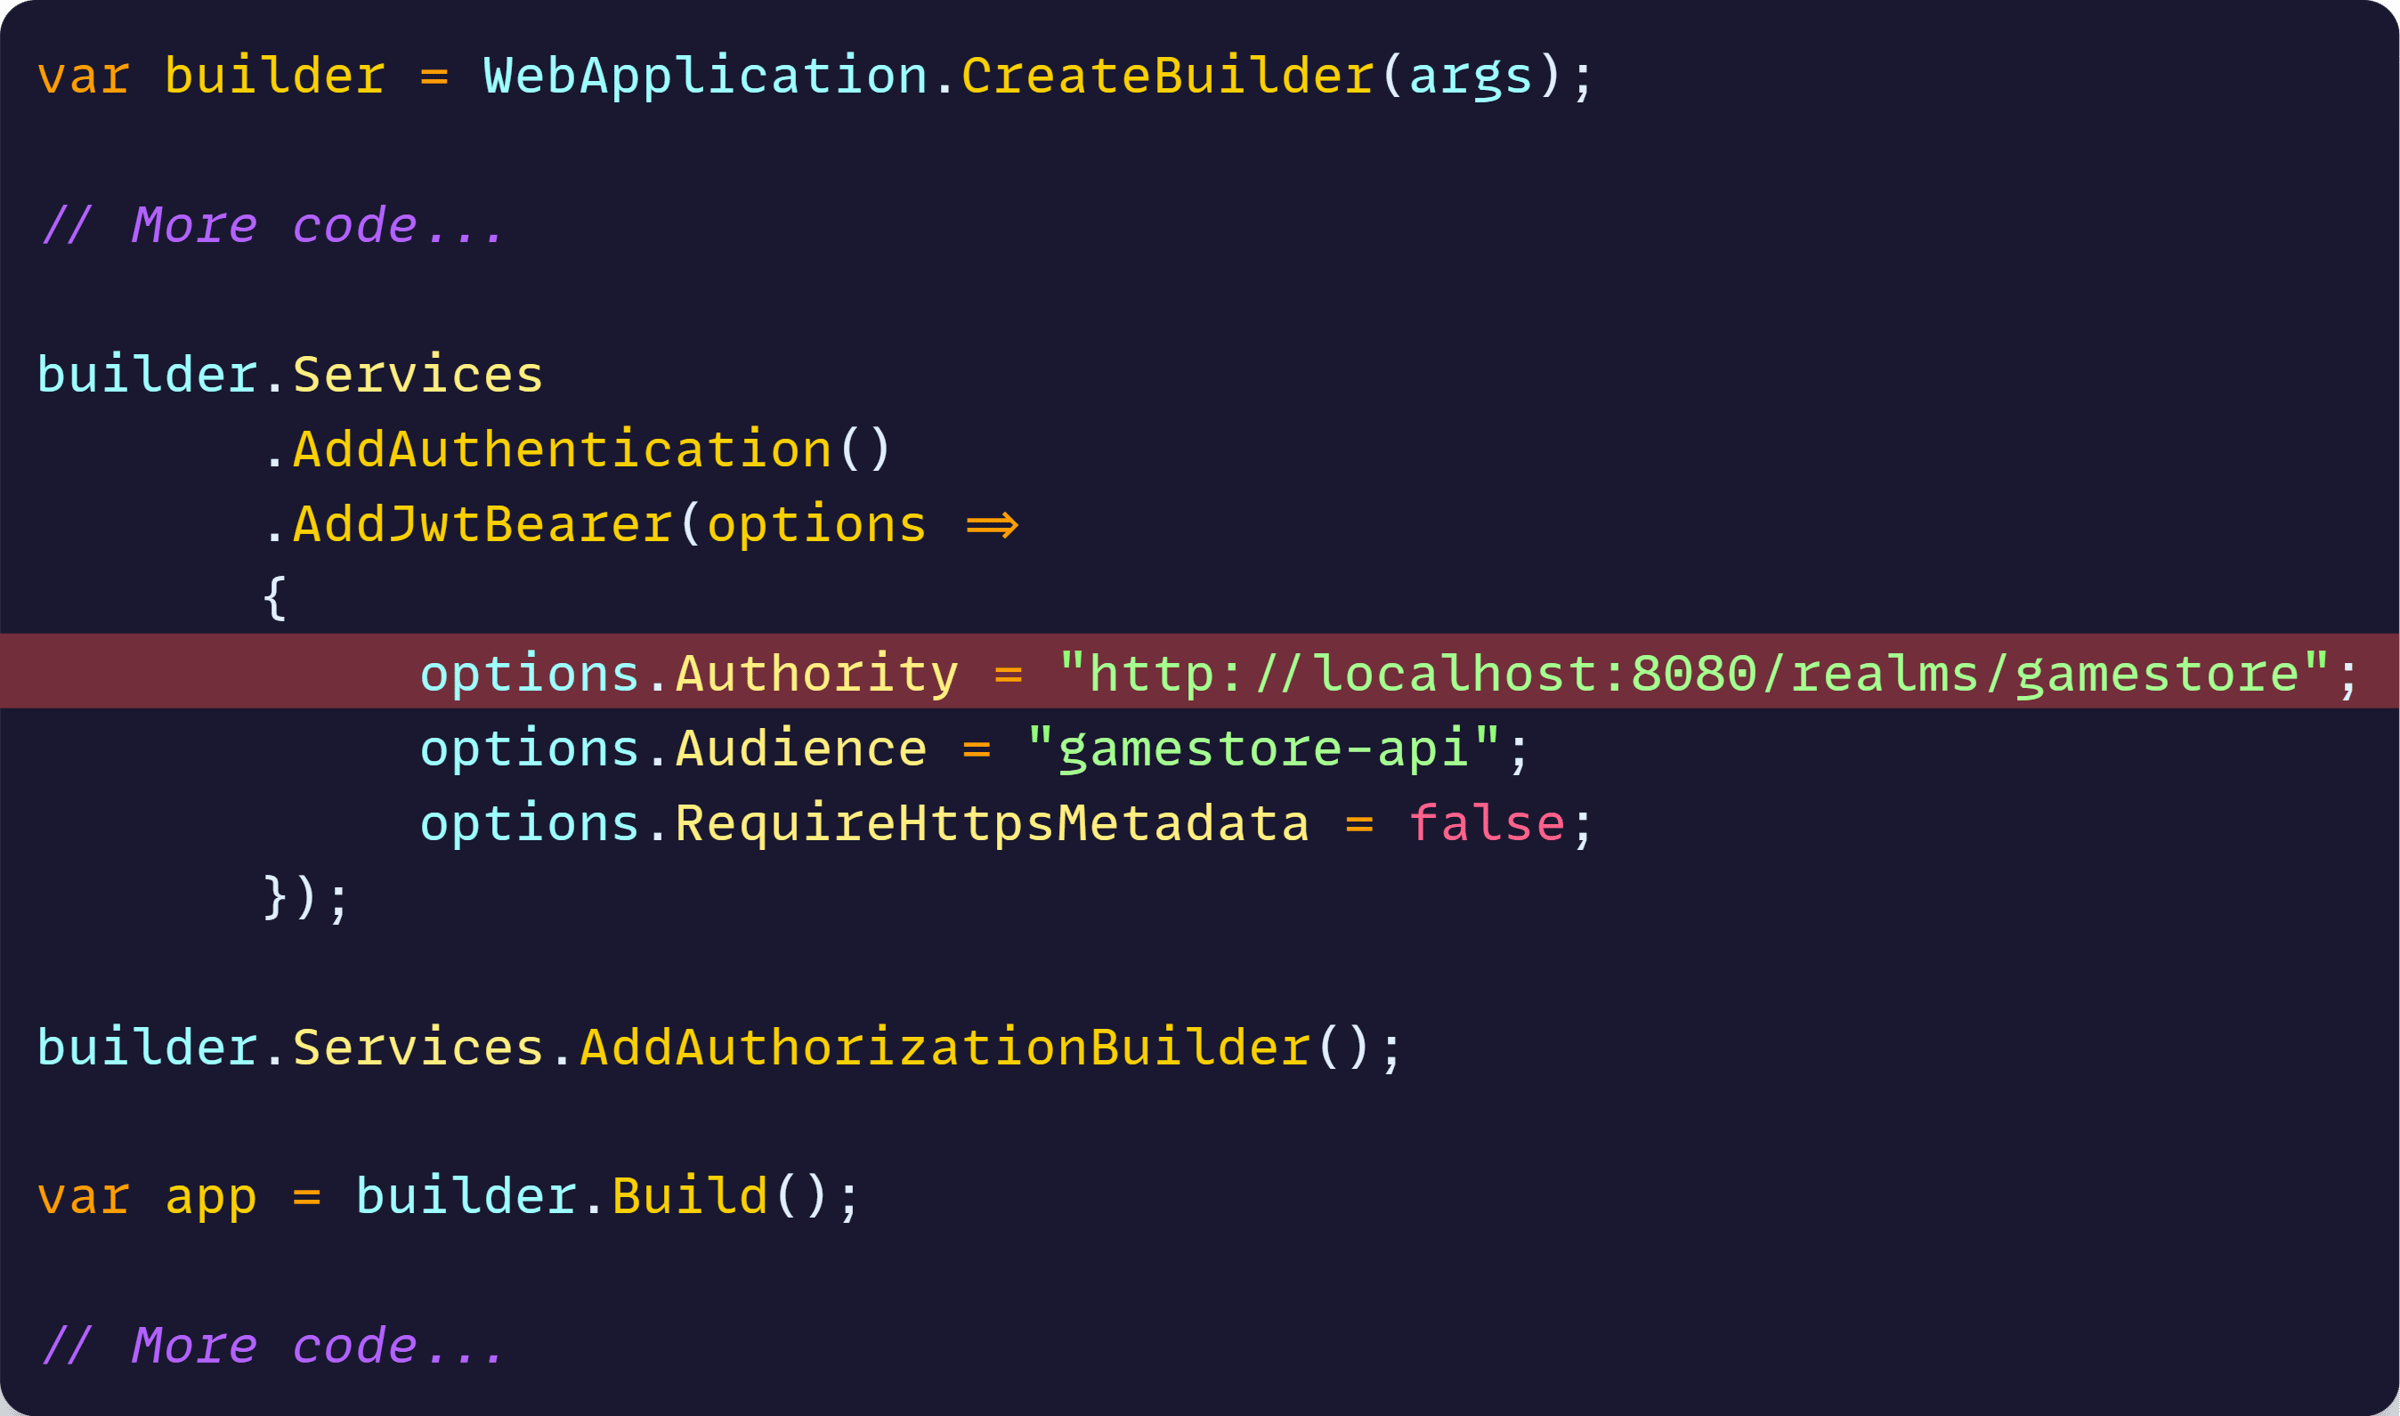 var builder = WebApplication.CreateBuilder(args);
// More code...
builder.Services
.AddAuthentication()
.AddJwtBearer(options =>
{
options.Authority = "http://localhost:8080/realms/gamestore";
options.Audience = "gamestore-api";
options.RequireHttpsMetadata = false;
});
builder.Services.AddAuthorizationBuilder();
var app = builder.Build();
// More code...